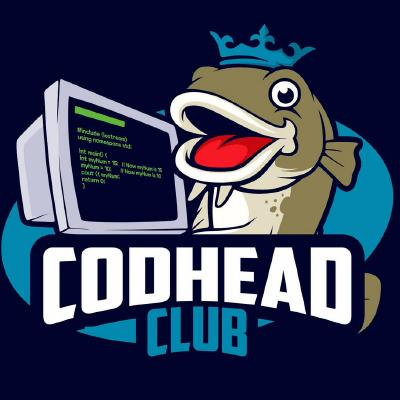 #include (iostream)
using namespace std;
int main() {
int myNum = 15; // Now myNum is 15
myNum = 10; // Now myNum is 10
cout (( myNum;
return 0;
}
CODHEAD
CLUB